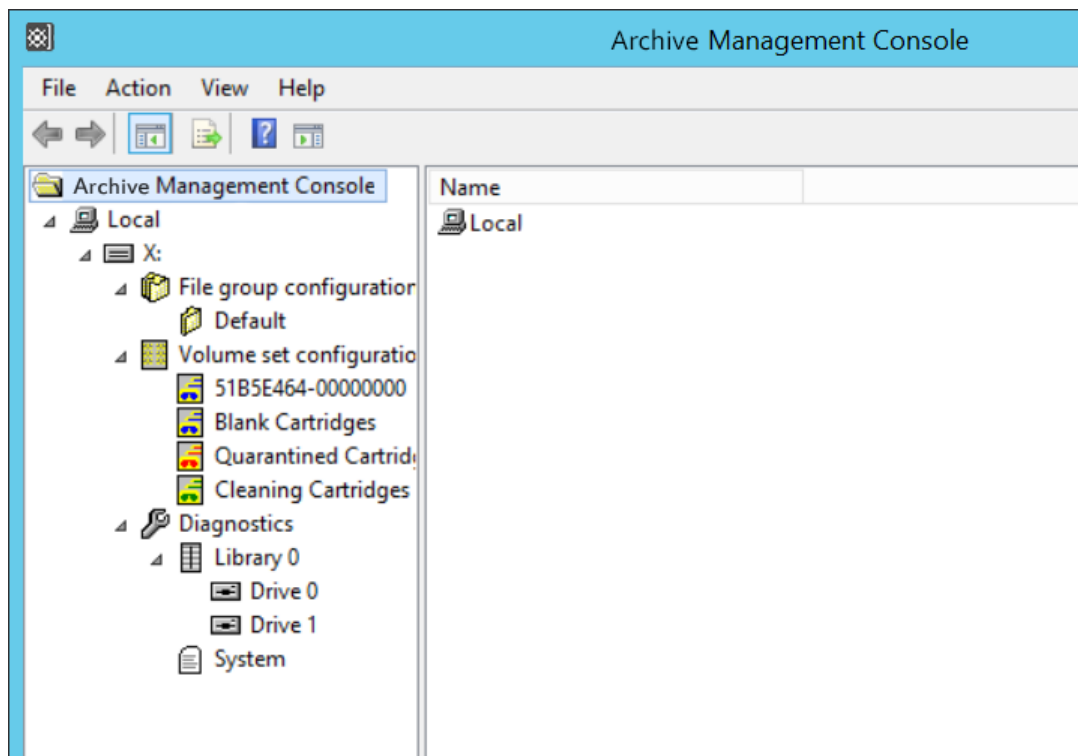 Archive Management Console
File Action View Help
?
Archive Management Console
Local
X:
File group configuration
Default
Volume set configuratio
51B5E464-00000000
Blank Cartridges
Quarantined Cartrid
Cleaning Cartridges
Diagnostics
Library 0
Drive 0
Drive 1
System
Name
Local